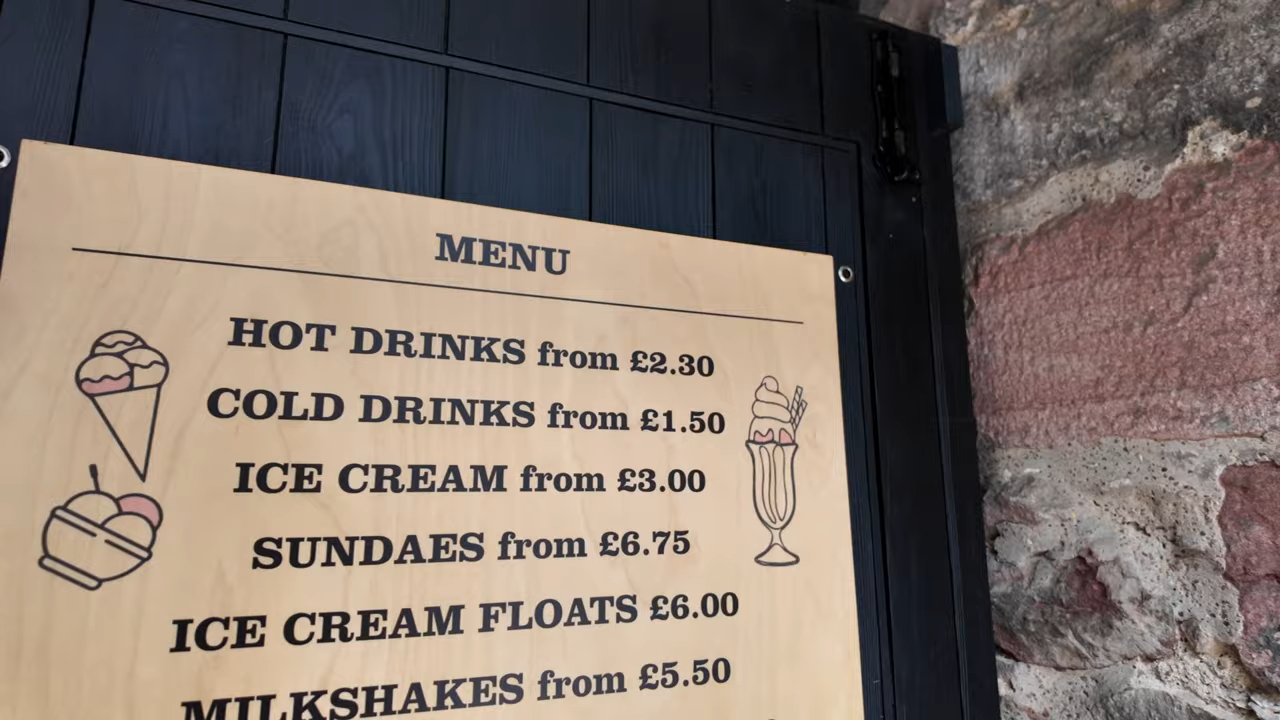 MENU
HOT DRINKS from £2.30
COLD DRINKS from £1.50
ICE CREAM from £3.00
SUNDAES from £6.75
ICE CREAM FLOATS £6.00
MILKSHAKES from £5.50